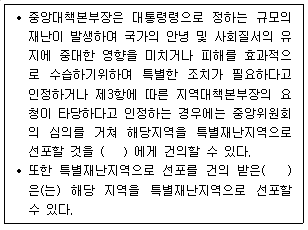 • 중앙대책본부장은 대통령령으로 정하는 규모의
재난이 발생하여 국가의 안녕 및 사회질서의 유
지에 중대한 영향을 미치거나 피해를 효과적으
로 수습하기위하여 특별한 조치가 필요하다고
인정하거나 제3항에 따른 지역대책본부장의 요
청이 타당하다고 인정하는 경우에는 중앙위원회
의 심의를 거쳐 해당지역을 특별재난지역으로
선포할 것을 (   ) 에게 건의할 수 있다.
• 또한 특별재난지역으로 선포를 건의 받은(   )
은(는) 해당 지역을 특별재난지역으로 선포할
수 있다.